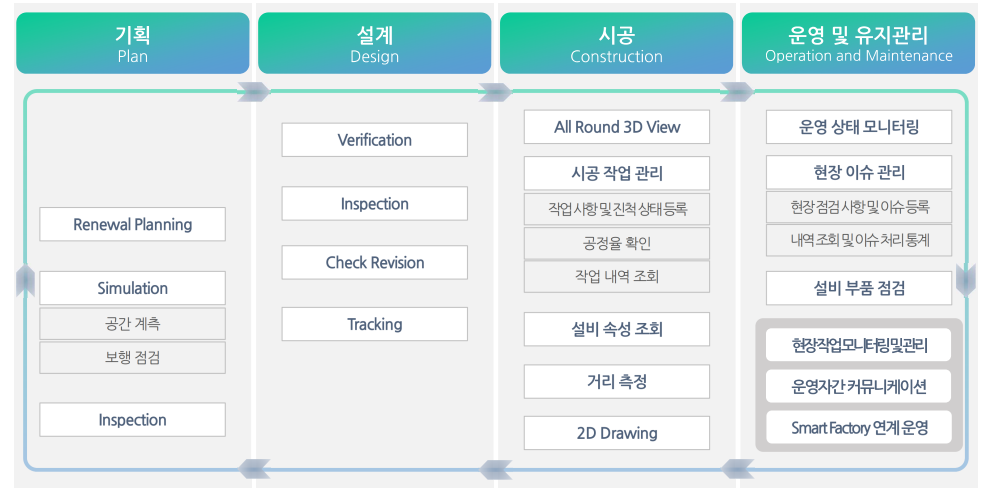 기획
Plan
Renewal Planning
Simulation
공간 계측
보행 점검
Inspection
설계
Design
Verification
Inspection
Check Revision
Tracking
시공
Construction
All Round 3D View
시공 작업 관리
작업 사항 및 진척 상태 등록
공정율 확인
작업 내역 조회
설비 속성 조회
거리 측정
2D Drawing
운영 및 유지관리
Operation and Maintenance
운영 상태 모니터링
현장 이슈 관리
현장 점검 사항 및 이슈 등록
내역 조회 및 이슈 처리 통계
설비 부품 점검
현장작업모니터링및관리
운영자간 커뮤니케이션
Smart Factory 연계 운영